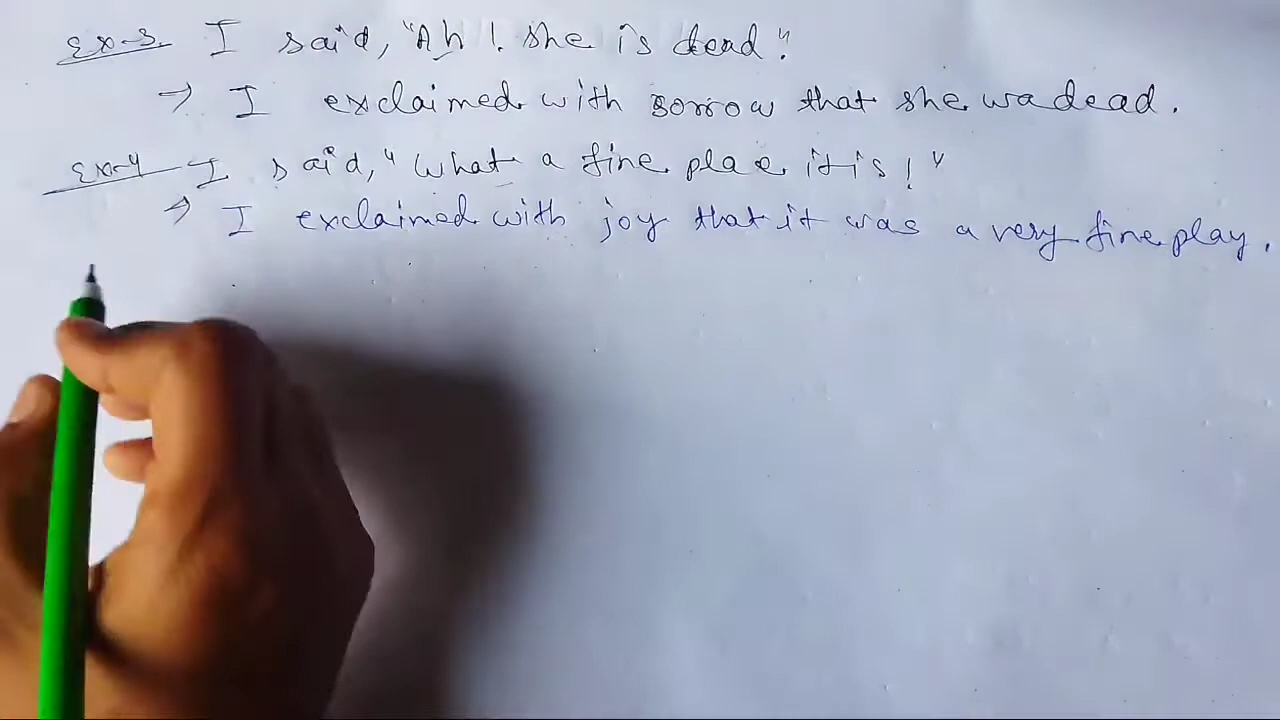 Ex-3. I said, "Ah! she is dead".
→ I exclaimed with sorrow that she wa dead.
Ex-4 I said, "What a fine place it is!"
→ I exclaimed with joy that it was a very fine play.